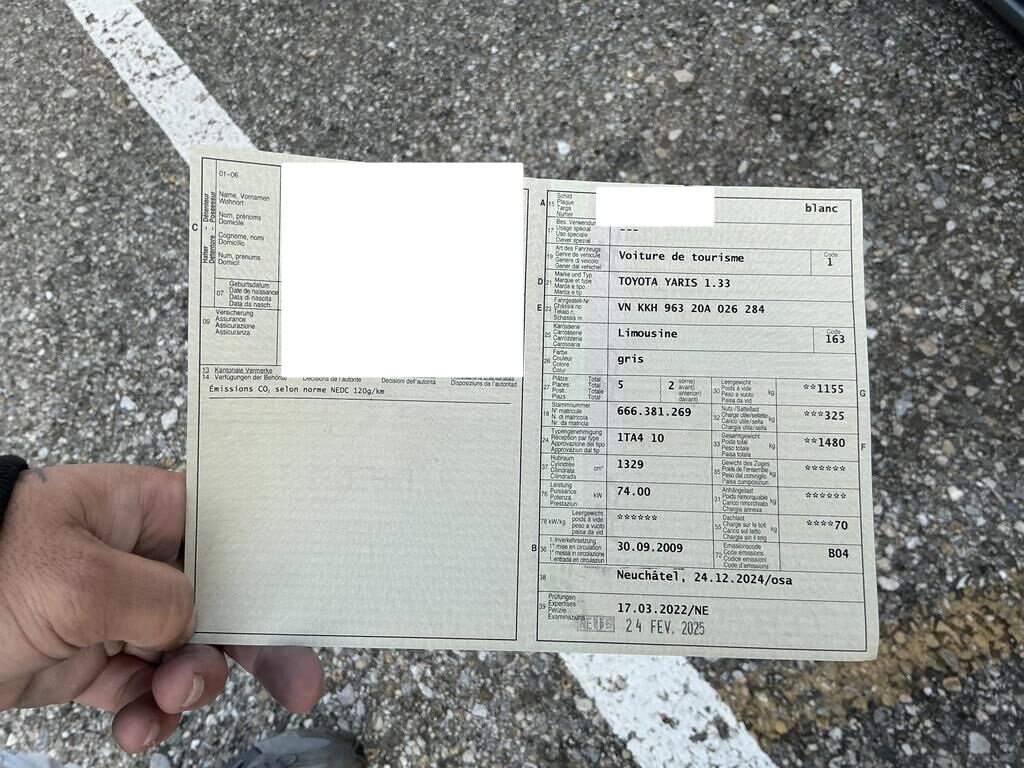 01-06
C
Halter - Détenteur
Detentore - Possessur
Name, Vornamen
Wohnort
Nom, prénoms
Domicile
Cognome, nomi
Domicilio
Num, prenums
Domicil
07
Geburtsdatum
Date de naissance
Data di nascita
Data da nasch.
09
Versicherung
Assurance
Assicurazione
Assicuranza
13 Kantonale Vermerke
14 Verfügungen der Behörde Décisions de l'autorité Decisioni dell'autorità Disposiziuns da l'autoritad
Émissions CO₂ selon norme NEDC 120g/km
A 15 Schild
Plaque
Targa
Numer
blanc
17 Bes. Verwendung
Usage spécial
Uso speciale
Diever spezial
---
19 Art des Fahrzeugs
Genre de véhicule
Genere di veicolo
Gener dal vehichel
Voiture de tourisme
Code
1
D 21 Marke und Typ
Marque et type
Marca e tipo
Marca e tip
TOYOTA YARIS 1.33
E 23 Fahrgestell-Nr.
Châssis no
Telaio n.
Schassis nr.
VN KKH 963 20A 026 284
25 Karosserie
Carrosserie
Carrozzeria
Carossaria
Limousine
Code
163
26 Farbe
Couleur
Colore
Colur
gris
27 Plätze Total
Places Total
Posti Totale
Plazs Total
5
2
vorne)
avant)
anteriori)
davant)
30 Leergewicht
Poids à vide kg
Peso a vuoto
Paisa da vid
**1155
G
18 Stammnummer
N° matricule
N. di matricola
Nr. da matricla
666.381.269
32 Nutz-/Sattellast
Charge utile/sellette kg
Carico utile/sella
Chargia utila/sella
***325
24 Typengenehmigung
Réception par type
Approvazione del tipo
Approvaziun dal tip
1TA4 10
33 Gesamtgewicht
Poids total kg
Peso totale
Paisa totala
**1480
F
37 Hubraum
Cylindrée cm³
Cilindrata
Cilindrada
1329
35 Gewicht des Zuges
Poids de l'ensemble kg
Peso del convoglio
Paisa cumposiziun
******
76 Leistung
Puissance kW
Potenza
Prestaziun
74.00
31 Anhängelast
Poids remorquable kg
Carico rimorchiato
Chargia annexa
******
78 kW/kg
Leergewicht
poids à vide
peso a vuoto
paisa da vid
******
55 Dachlast
Charge sur le toit kg
Carico sul tetto
Chargia sin il tetg
****70
B 36 1. Inverkehrsetzung
1re mise en circulation
1a messa in circolazione
1. entrada en circulaziun
30.09.2009
72 Emissionscode
Code émissions
Codice emissioni
Code d'emissiuns
B04
38
Neuchâtel, 24.12.2024/osa
39 Prüfungen
Expertises
Perizie
Examinaziuns
17.03.2022/NE
24 FEV. 2025